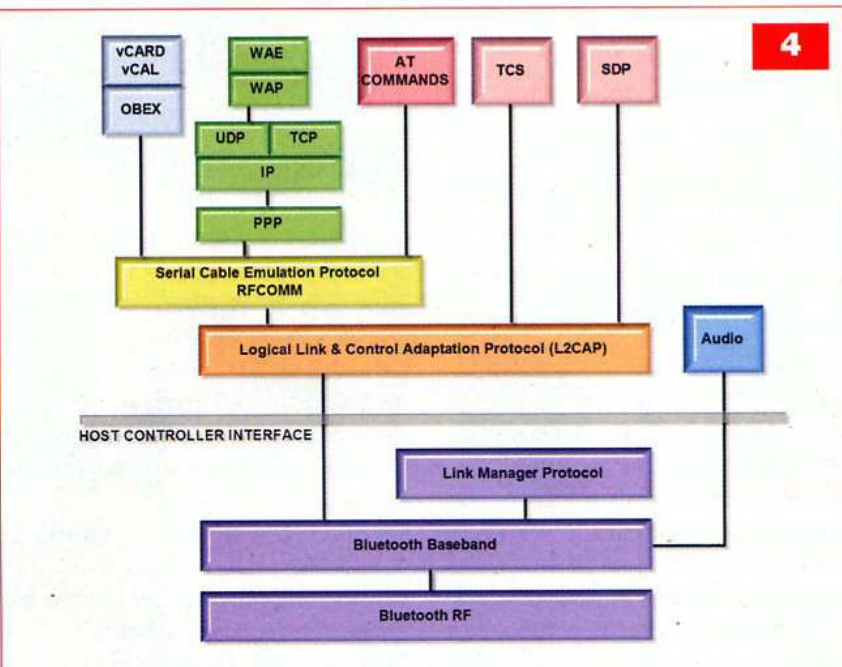 4
vCARD
vCAL
OBEX
WAE
WAP
UDP TCP
IP
PPP
AT
COMMANDS
TCS
SDP
Serial Cable Emulation Protocol
RFCOMM
Logical Link & Control Adaptation Protocol (L2CAP)
Audio
HOST CONTROLLER INTERFACE
Link Manager Protocol
Bluetooth Baseband
Bluetooth RF